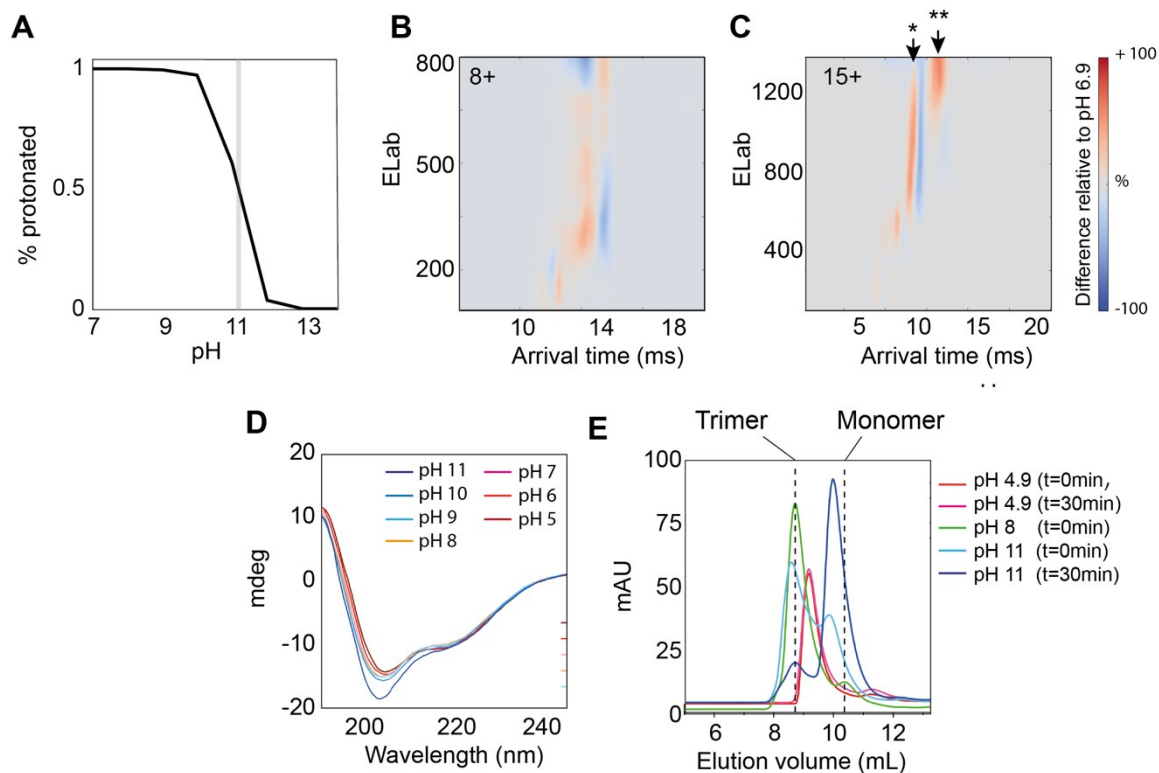 A
1
0.5
0
% protonated
7
9
11
13
pH
B
8+
800
500
200
ELab
10
14
18
Arrival time (ms)
C
*
**
15+
1200
800
400
ELab
5
10
15
20
Arrival time (ms)
+ 100
%
-100
Difference relative to pH 6.9
D
20
10
0
-10
-20
mdeg
pH 11
pH 10
pH 9
pH 8
pH 7
pH 6
pH 5
200
220
240
Wavelength (nm)
E
Trimer
Monomer
100
75
50
25
0
mAU
8
10
12
6
Elution volume (mL)
pH 4.9 (t=0min,
pH 4.9 (t=30min)
pH 8 (t=0min)
pH 11 (t=0min)
pH 11 (t=30min)